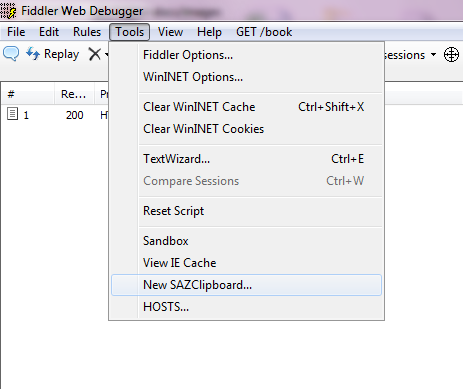 Fiddler Web Debugger
File Edit Rules Tools View Help GET /book
Replay
sessions
# Re...
1 200
Fiddler Options...
WinINET Options...
Clear WinINET Cache Ctrl+Shift+X
Clear WinINET Cookies
TextWizard... Ctrl+E
Compare Sessions Ctrl+W
Reset Script
Sandbox
View IE Cache
New SAZClipboard...
HOSTS...